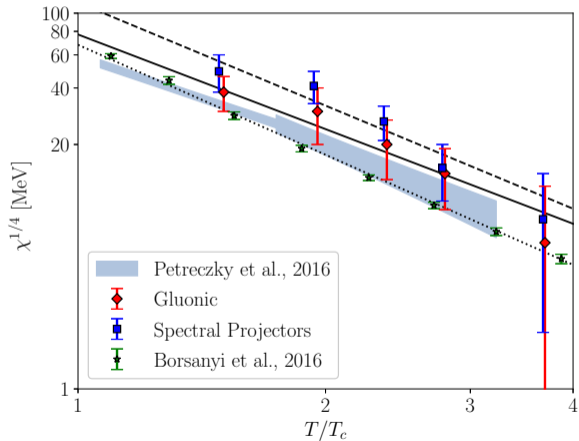 100
80
60
40
20
1
χ^{1/4} [MeV]
Petreczky et al., 2016
Gluonic
Spectral Projectors
Borsanyi et al., 2016
1
2
3
4
T/T_c